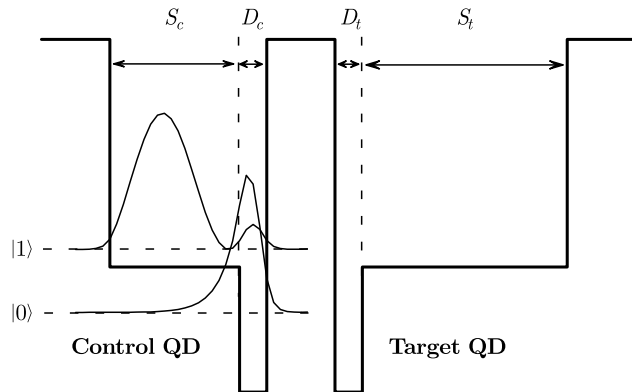 S_c D_c D_t S_t
|1⟩
|0⟩
Control QD Target QD